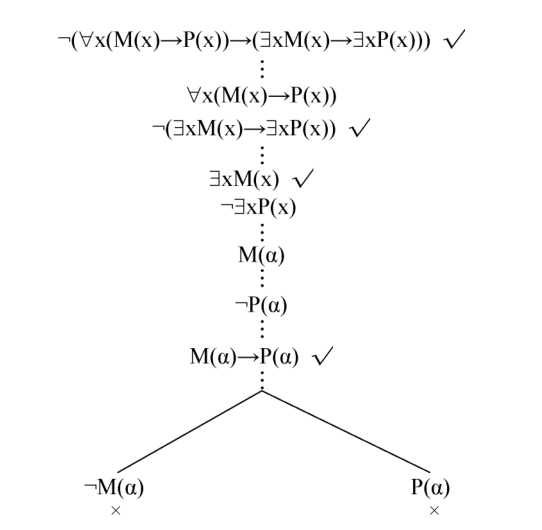 ¬(∀x(M(x)→P(x))→(∃xM(x)→∃xP(x))) ✓
∀x(M(x)→P(x))
¬(∃xM(x)→∃xP(x)) ✓
∃xM(x) ✓
¬∃xP(x)
M(α)
¬P(α)
M(α)→P(α) ✓
¬M(α) P(α)
× ×